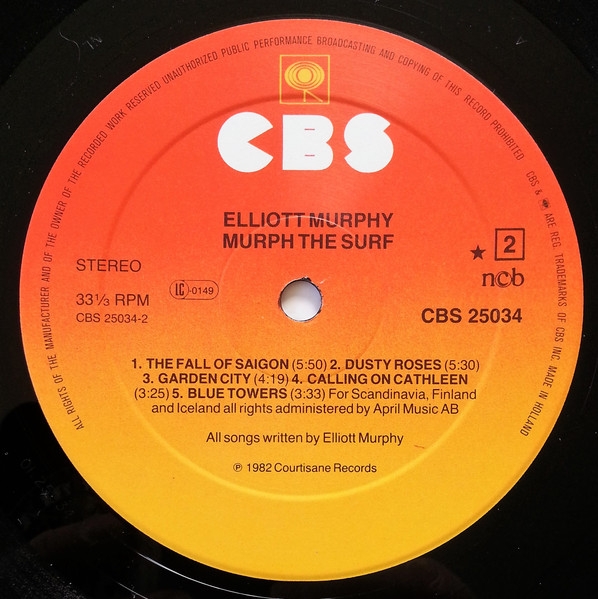 ALL RIGHTS OF THE MANUFACTURER AND OF THE OWNER OF THE RECORDED WORK RESERVED UNAUTHORIZED PUBLIC PERFORMANCE BROADCASTING AND COPYING OF THIS RECORD PROHIBITED
CBS & ARE REG. TRADEMARKS OF CBS INC. MADE IN HOLLAND
CBS
ELLIOTT MURPHY
MURPH THE SURF
STEREO
★ 2
33⅓ RPM
LC-0149
ncb
CBS 25034-2
CBS 25034
1. THE FALL OF SAIGON (5:50) 2. DUSTY ROSES (5:30)
3. GARDEN CITY (4:19) 4. CALLING ON CATHLEEN
(3:25) 5. BLUE TOWERS (3:33) For Scandinavia, Finland
and Iceland all rights administered by April Music AB
All songs written by Elliott Murphy
℗ 1982 Courtisane Records